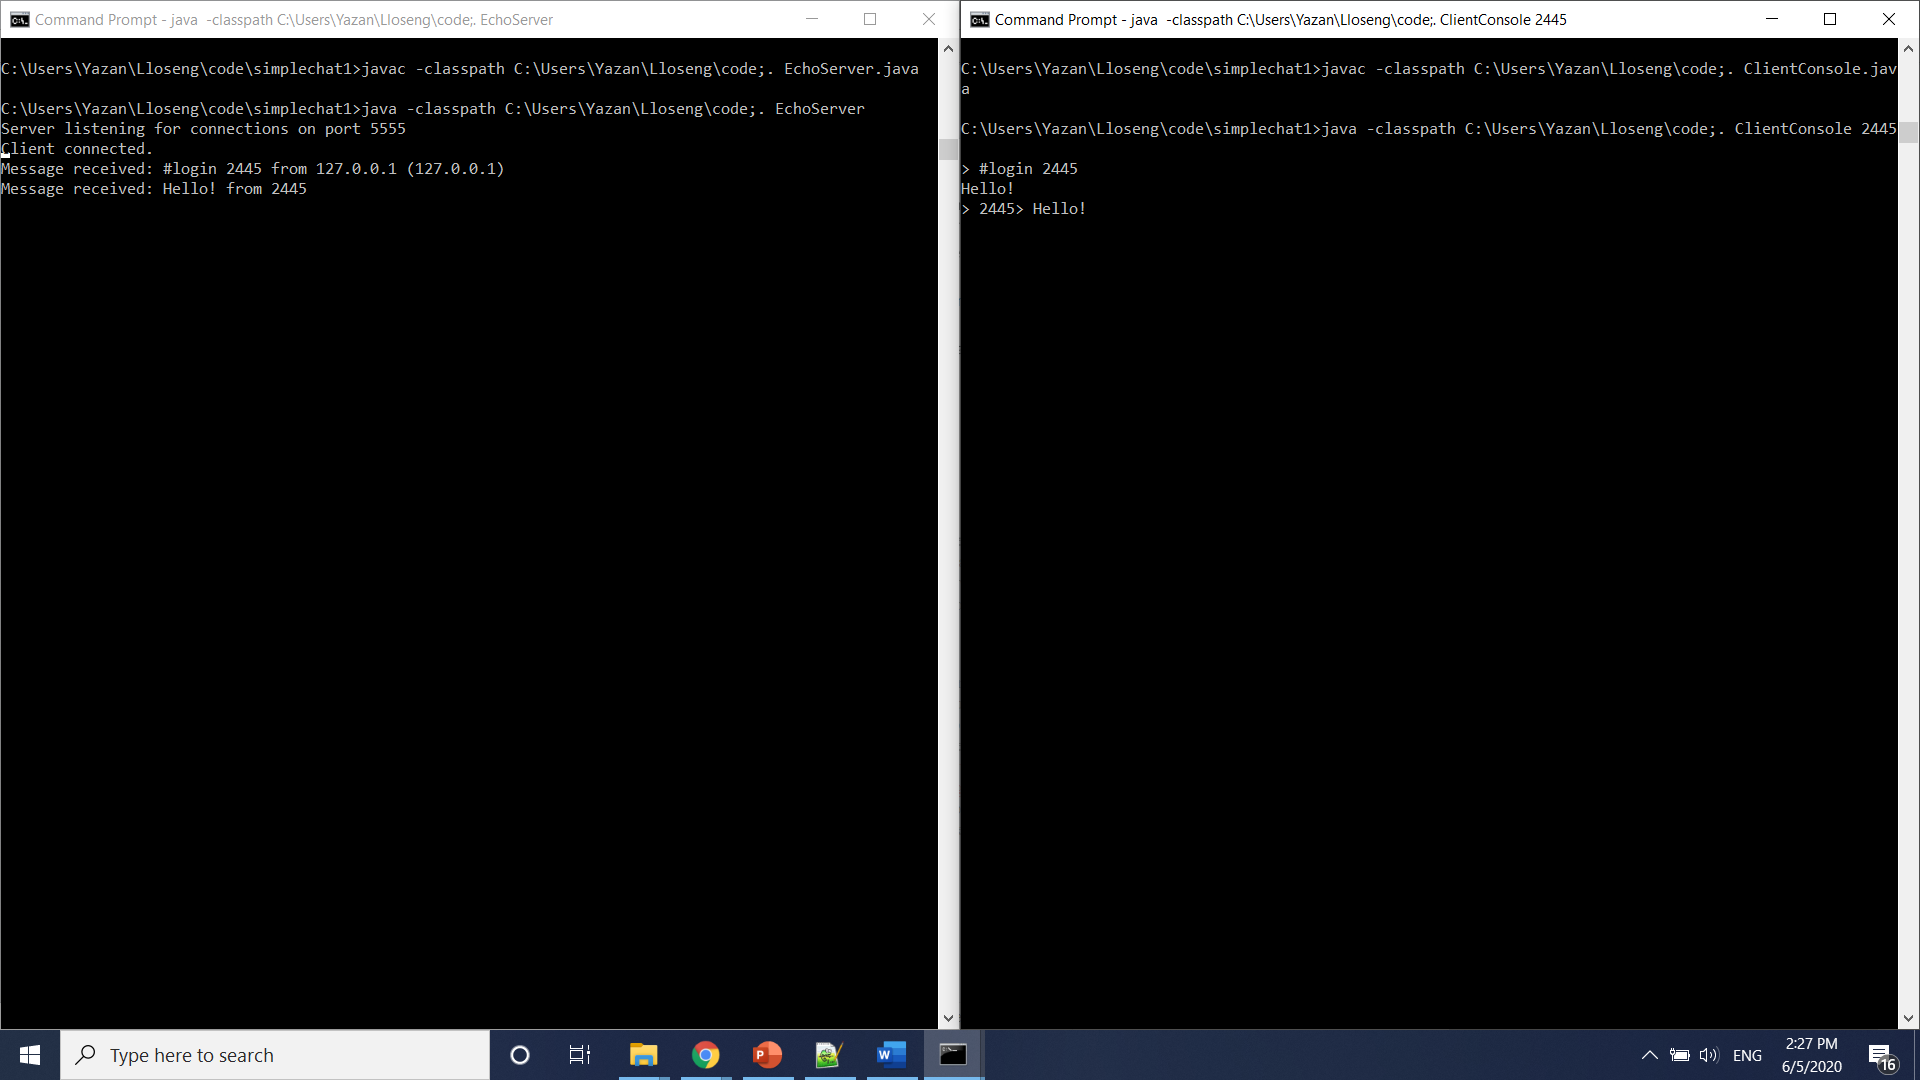 Command Prompt - java  -classpath C:\Users\Yazan\Lloseng\code;. EchoServer
C:\Users\Yazan\Lloseng\code\simplechat1>javac -classpath C:\Users\Yazan\Lloseng\code;. EchoServer.java
C:\Users\Yazan\Lloseng\code\simplechat1>java -classpath C:\Users\Yazan\Lloseng\code;. EchoServer
Server listening for connections on port 5555
Client connected.
Message received: #login 2445 from 127.0.0.1 (127.0.0.1)
Message received: Hello! from 2445
Command Prompt - java  -classpath C:\Users\Yazan\Lloseng\code;. ClientConsole 2445
C:\Users\Yazan\Lloseng\code\simplechat1>javac -classpath C:\Users\Yazan\Lloseng\code;. ClientConsole.jav
a
C:\Users\Yazan\Lloseng\code\simplechat1>java -classpath C:\Users\Yazan\Lloseng\code;. ClientConsole 2445
> #login 2445
Hello!
> 2445> Hello!
Type here to search
ENG
2:27 PM
6/5/2020
16